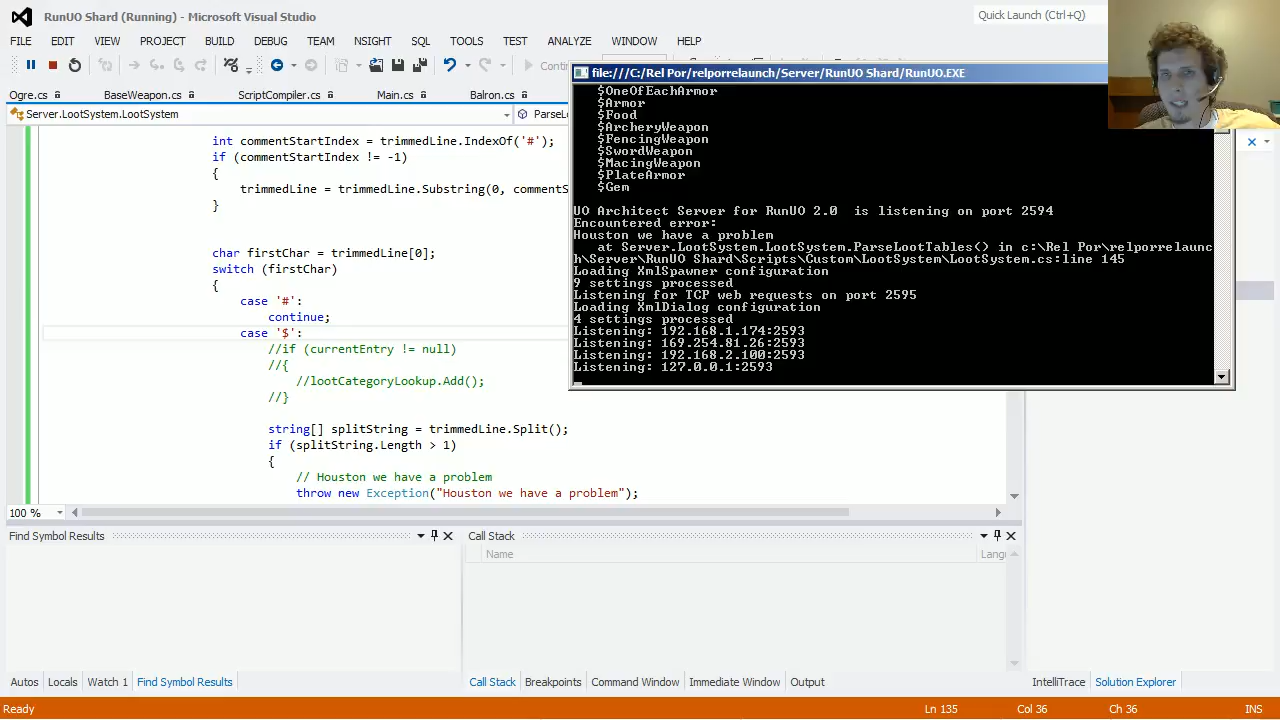 RunUO Shard (Running) - Microsoft Visual Studio
Quick Launch (Ctrl+Q)
FILE EDIT VIEW PROJECT BUILD DEBUG TEAM NSIGHT SQL TOOLS TEST ANALYZE WINDOW HELP
Ogre.cs BaseWeapon.cs ScriptCompiler.cs Main.cs Balron.cs
Server.LootSystem.LootSystem ParseL
int commentStartIndex = trimmedLine.IndexOf('#');
if (commentStartIndex != -1)
{
trimmedLine = trimmedLine.Substring(0, commentS
}
char firstChar = trimmedLine[0];
switch (firstChar)
{
case '#':
continue;
case '$':
//if (currentEntry != null)
//{
//lootCategoryLookup.Add();
//}
string[] splitString = trimmedLine.Split();
if (splitString.Length > 1)
{
// Houston we have a problem
throw new Exception("Houston we have a problem");
100 %
file:///C:/Rel Por/relporrelaunch/Server/RunUO Shard/RunUO.EXE
$OneOfEachArmor
$Armor
$Food
$ArcheryWeapon
$FencingWeapon
$SwordWeapon
$MacingWeapon
$PlateArmor
$Gem
UO Architect Server for RunUO 2.0  is listening on port 2594
Encountered error:
Houston we have a problem
at Server.LootSystem.LootSystem.ParseLootTables() in c:\Rel Por\relporrelaunc
h\Server\RunUO Shard\Scripts\Custom\LootSystem\LootSystem.cs:line 145
Loading XmlSpawner configuration
9 settings processed
Listening for TCP web requests on port 2595
Loading XmlDialog configuration
4 settings processed
Listening: 192.168.1.174:2593
Listening: 169.254.81.26:2593
Listening: 192.168.2.100:2593
Listening: 127.0.0.1:2593
Find Symbol Results
Call Stack
Name
Lang
Autos Locals Watch 1 Find Symbol Results
Call Stack Breakpoints Command Window Immediate Window Output
IntelliTrace Solution Explorer
Ready
Ln 135 Col 36 Ch 36 INS